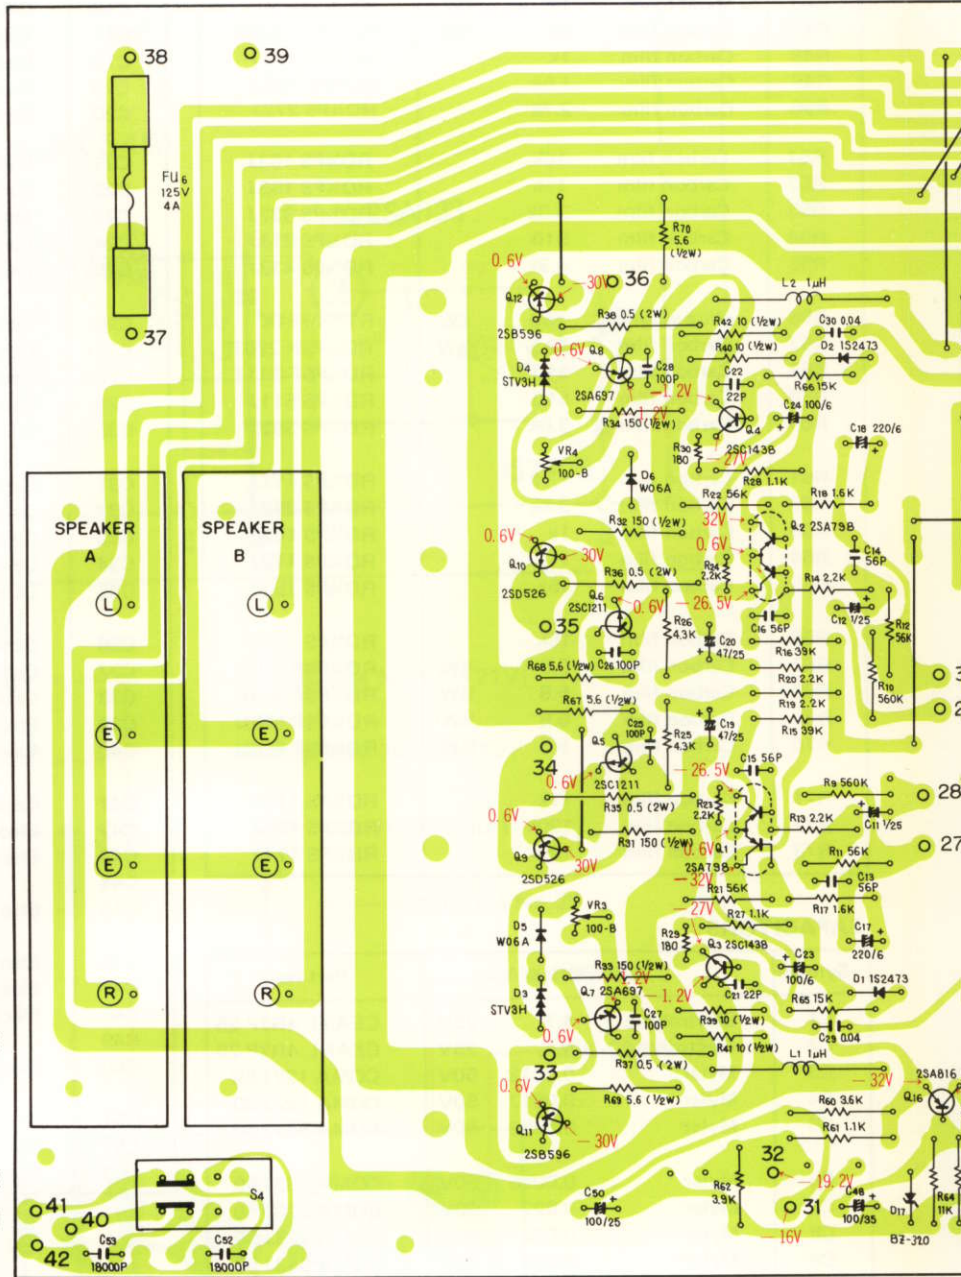 38
39
FU6
125V
4A
R70
5.6
(1/2W)
0.6V
-30V
36
Q12
2SB596
L2 1μH
37
R38 0.5 (2W)
R42 10 (1/2W)
C30 0.04
0.6V
Q8
R40 10 (1/2W)
D2 1S2473
D4
STV3H
C28
100P
2SA697
C22
22P
R66 15K
-1.2V
-1.2V
C24 100/6
R34 150 (1/2W)
Q4
2SC1438
C18 220/6
R30
180
-27V
VR4
100-B
D6
W06A
R28 1.1K
R22 56K
R18 1.6K
SPEAKER
A
SPEAKER
B
R32 150 (1/2W)
32V
Q2 2SA798
0.6V
0.6V
Q10
30V
2SD526
R24
2.2K
C14
56P
R36 0.5 (2W)
R14 2.2K
Q6
2SC1211
0.6V
-26.5V
L
L
35
C16 56P
C12 1/25
R12
56K
R26
4.3K
C20
47/25
R16 39K
R68 5.6 (1/2W)
C26 100P
R20 2.2K
R10
560K
3
R67 5.6 (1/2W)
R19 2.2K
2
E
E
C25
100P
R25
4.3K
C19
47/25
R15 39K
34
Q5
2SC1211
-26.5V
C15 56P
0.6V
R9 560K
28
R35 0.5 (2W)
R23
2.2K
R13 2.2K
C11 1/25
0.6V
R31 150 (1/2W)
0.6V
Q1
2SA798
27
E
E
Q9
2SD526
30V
R11 56K
C13
56P
-32V
R21 56K
R17 1.6K
-27V
VR3
100-B
R27 1.1K
D5
W06A
R29
180
Q3 2SC1438
C17
220/6
C23
100/6
R33 150 (1/2W)
-1.2V
-1.2V
C21 22P
D1 1S2473
R
R
D3
STV3H
Q7
2SA697
C27
100P
R65 15K
0.6V
R39 10 (1/2W)
C29 0.04
33
R41 10 (1/2W)
R37 0.5 (2W)
L1 1μH
2SA816
-32V
0.6V
R69 5.6 (1/2W)
Q16
R60 3.6K
Q11
2SB596
-30V
R61 1.1K
32
-19.2V
S4
R62
3.9K
31
C48
100/35
D17
BZ-320
R64
11K
C50
100/25
-16V
41
40
42
C53
18000P
C52
18000P